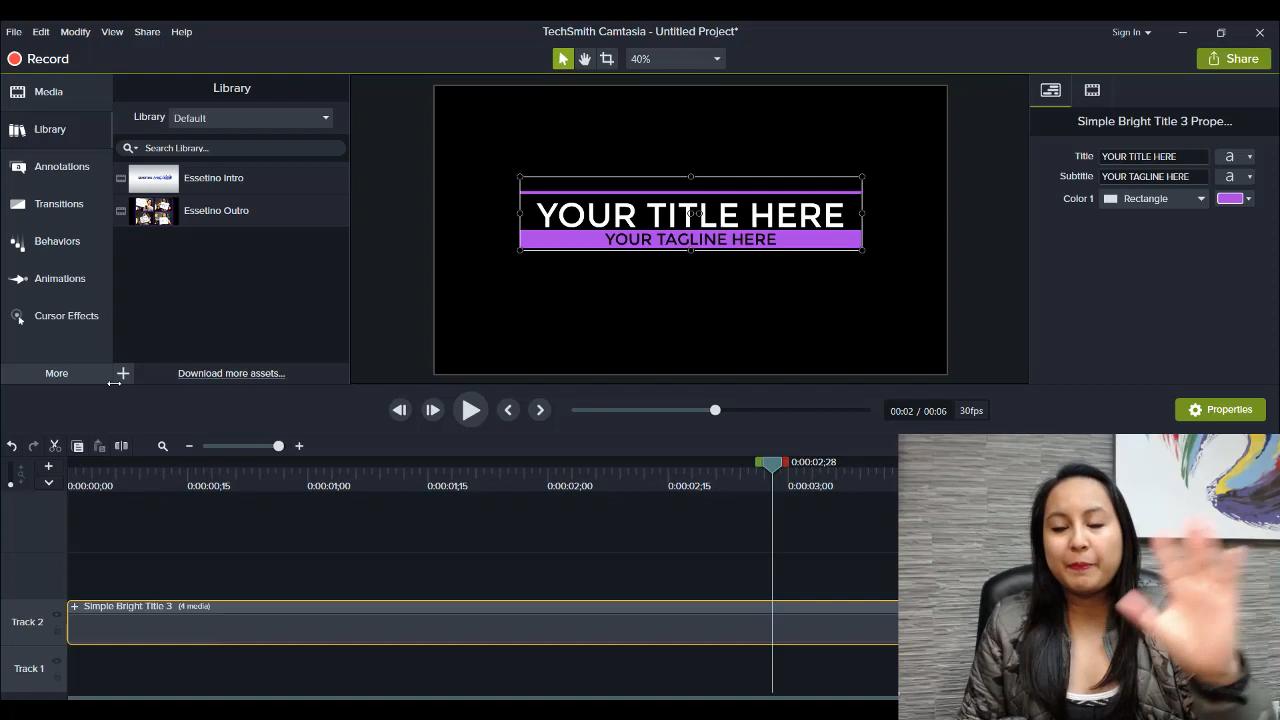 File Edit Modify View Share Help
TechSmith Camtasia - Untitled Project*
Sign In
Record
40%
Share
Media
Library
Annotations
Transitions
Behaviors
Animations
Cursor Effects
More
Library
Library Default
Search Library...
Essetino Intro
Essetino Outro
Download more assets...
YOUR TITLE HERE
YOUR TAGLINE HERE
Simple Bright Title 3 Prope...
Title YOUR TITLE HERE a
Subtitle YOUR TAGLINE HERE a
Color 1 Rectangle
00:02 / 00:06 30fps
Properties
0:00:02;28
0:00:00;00 0:00:00;15 0:00:01;00 0:00:01;15 0:00:02;00 0:00:02;15 0:00:03;00
Simple Bright Title 3 (4 media)
Track 2
Track 1